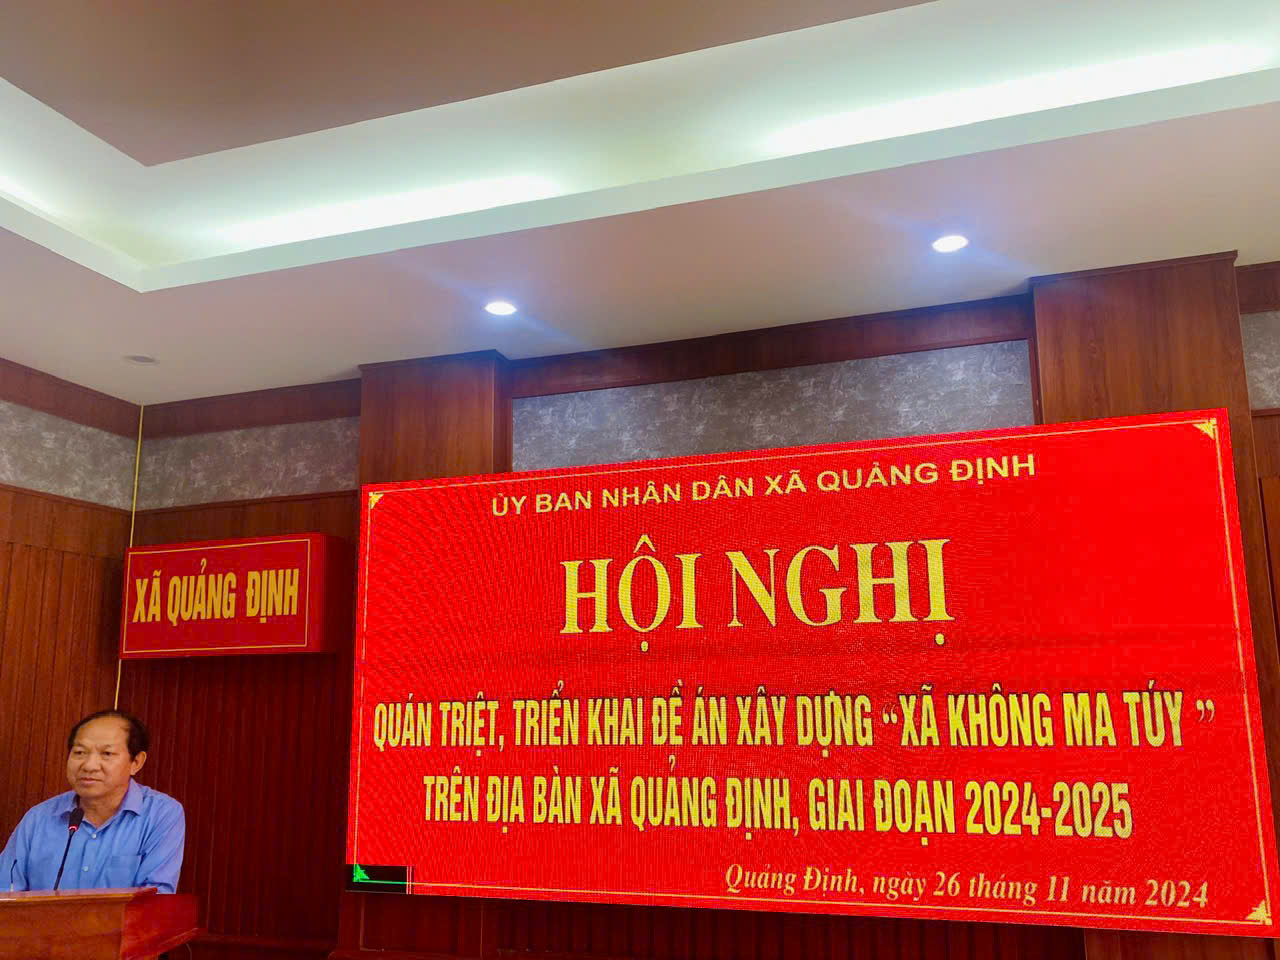 ỦY BAN NHÂN DÂN XÃ QUẢNG ĐỊNH
HỘI NGHỊ
QUÁN TRIỆT, TRIỂN KHAI ĐỀ ÁN XÂY DỰNG “XÃ KHÔNG MA TÚY ”
TRÊN ĐỊA BÀN XÃ QUẢNG ĐỊNH, GIAI ĐOẠN 2024-2025
Quảng Định, ngày 26 tháng 11 năm 2024
XÃ QUẢNG ĐỊNH